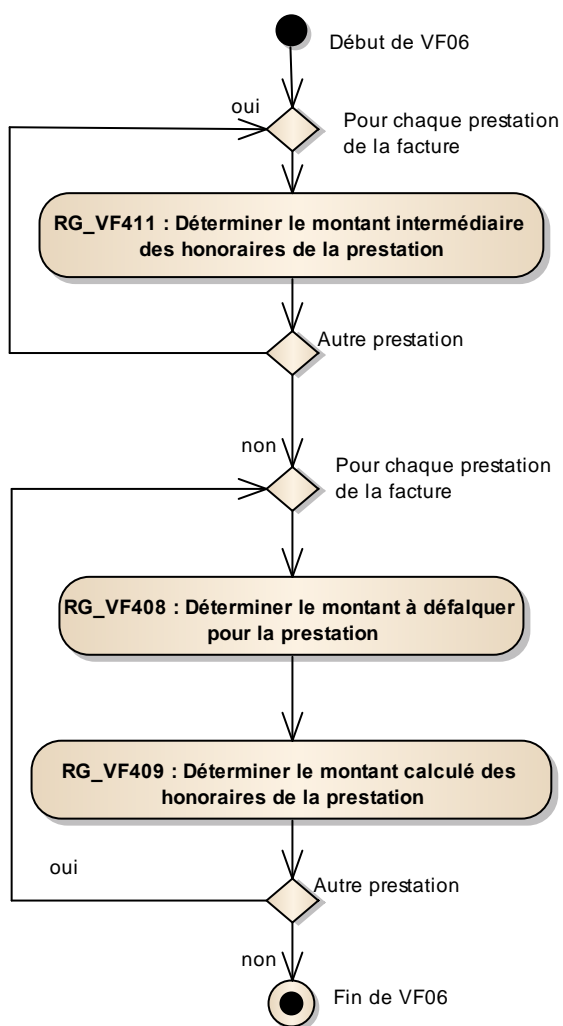 Début de VF06
oui
Pour chaque prestation
de la facture
RG_VF411 : Déterminer le montant intermédiaire
des honoraires de la prestation
Autre prestation
non
Pour chaque prestation
de la facture
RG_VF408 : Déterminer le montant à défalquer
pour la prestation
RG_VF409 : Déterminer le montant calculé des
honoraires de la prestation
oui
Autre prestation
non
Fin de VF06